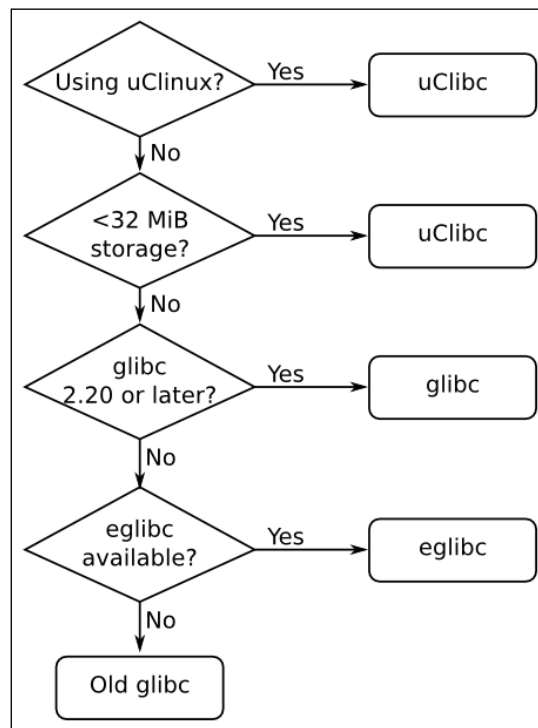 Using uClinux?
Yes
uClibc
No
<32 MiB
storage?
Yes
uClibc
No
glibc
2.20 or later?
Yes
glibc
No
eglibc
available?
Yes
eglibc
No
Old glibc